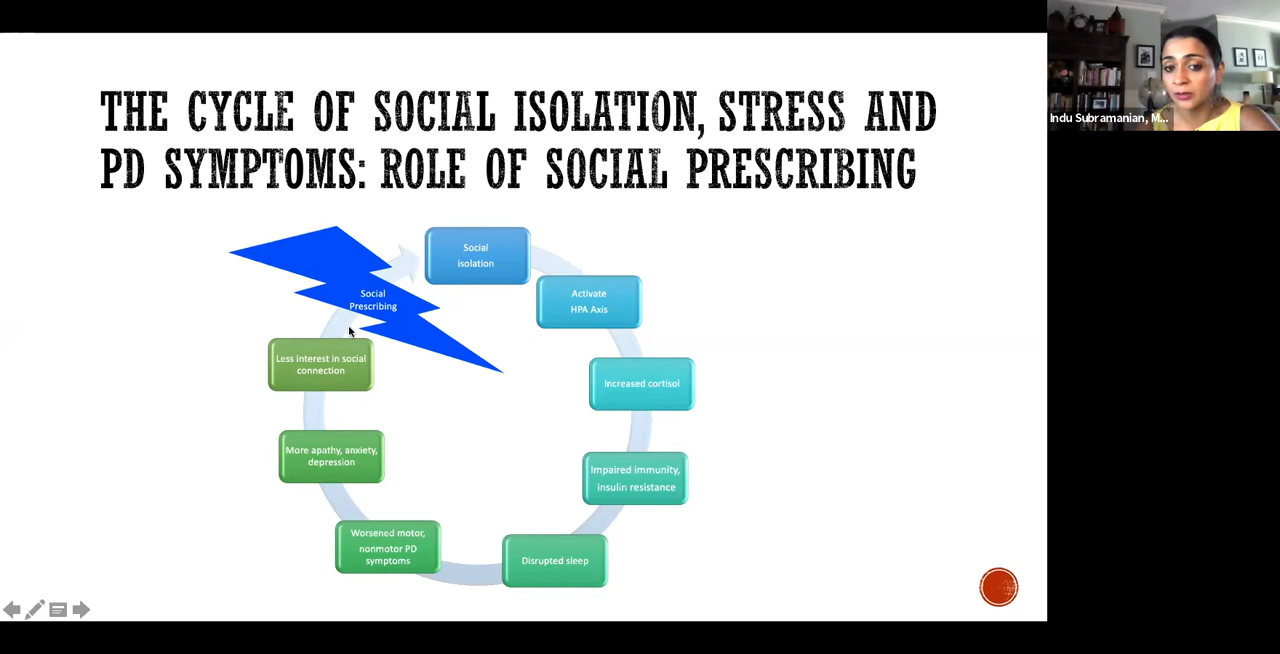 THE CYCLE OF SOCIAL ISOLATION, STRESS AND
PD SYMPTOMS: ROLE OF SOCIAL PRESCRIBING
Indu Subramanian, M...
Social
isolation
Activate
HPA Axis
Increased cortisol
Impaired immunity,
insulin resistance
Disrupted sleep
Worsened motor,
nonmotor PD
symptoms
More apathy, anxiety,
depression
Less interest in social
connection
Social
Prescribing